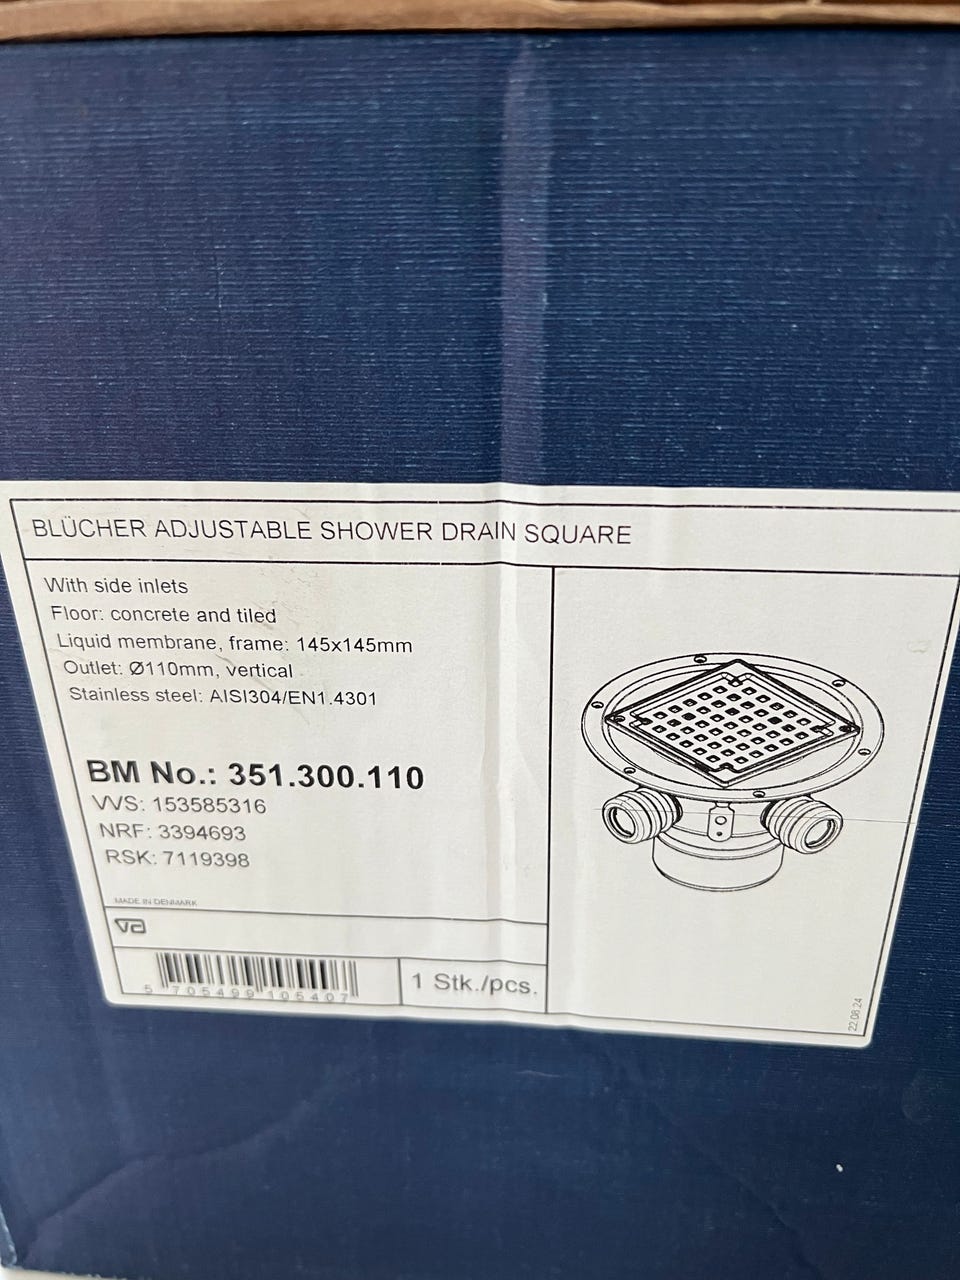 BLÜCHER ADJUSTABLE SHOWER DRAIN SQUARE
With side inlets
Floor: concrete and tiled
Liquid membrane, frame: 145x145mm
Outlet: Ø110mm, vertical
Stainless steel: AISI304/EN1.4301
BM No.: 351.300.110
VVS: 153585316
NRF: 3394693
RSK: 7119398
MADE IN DENMARK
va
5 705499 105407
1 Stk./pcs.
22.08.24